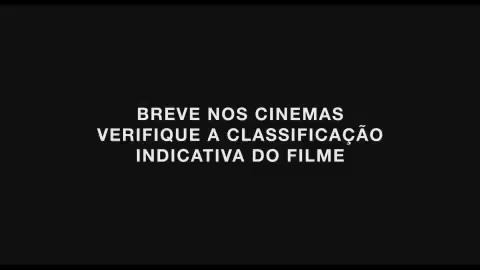 BREVE NOS CINEMAS
VERIFIQUE A CLASSIFICAÇÃO
INDICATIVA DO FILME